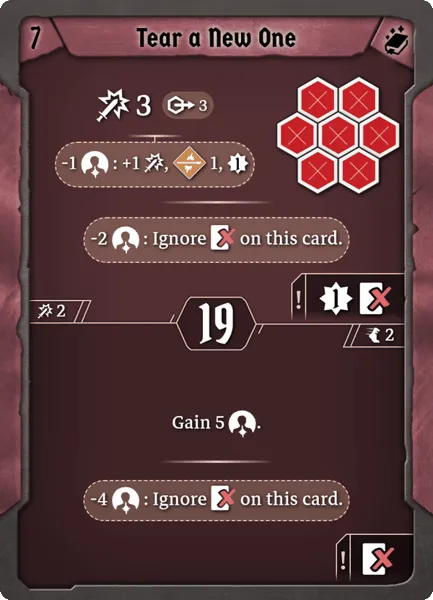 7 Tear a New One
3 3
-1 : +1 , 1,
-2 : Ignore on this card.
!
2 19
2
Gain 5 .
-4 : Ignore on this card.
!